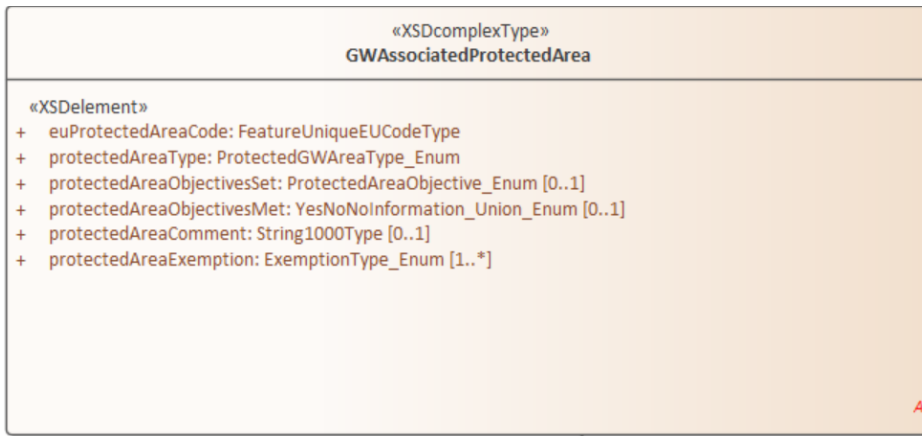 «XSDcomplexType»
GWAssociatedProtectedArea
«XSDelement»
+ euProtectedAreaCode: FeatureUniqueEUCodeType
+ protectedAreaType: ProtectedGWAreaType_Enum
+ protectedAreaObjectivesSet: ProtectedAreaObjective_Enum [0..1]
+ protectedAreaObjectivesMet: YesNoNoInformation_Union_Enum [0..1]
+ protectedAreaComment: String1000Type [0..1]
+ protectedAreaExemption: ExemptionType_Enum [1..*]